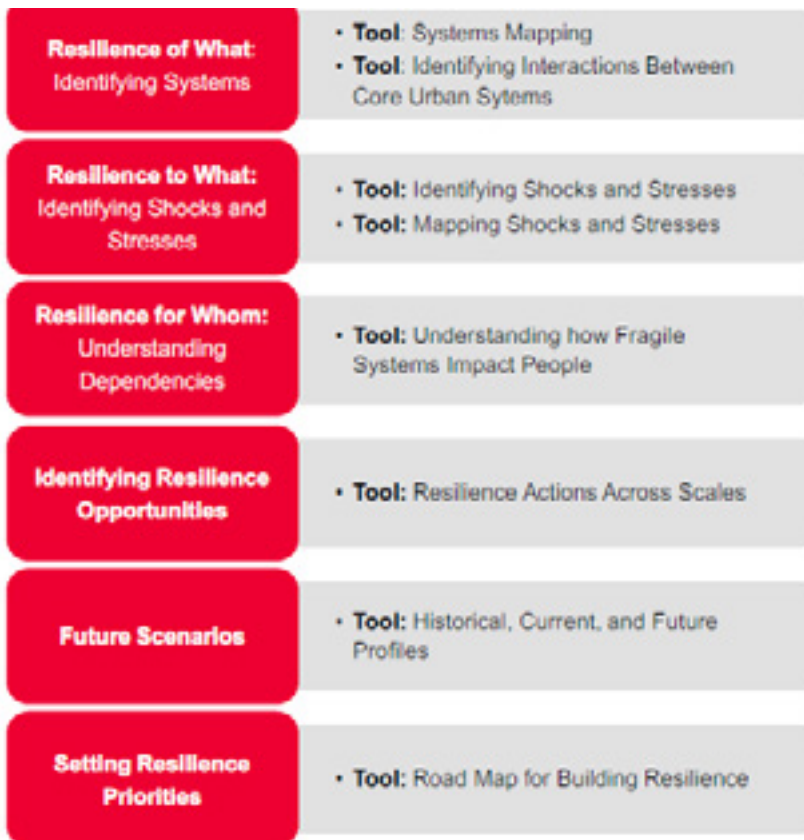 Resilience of What:
Identifying Systems
• Tool: Systems Mapping
• Tool: Identifying Interactions Between
Core Urban Sytems
Resilience to What:
Identifying Shocks and
Stresses
• Tool: Identifying Shocks and Stresses
• Tool: Mapping Shocks and Stresses
Resilience for Whom:
Understanding
Dependencies
• Tool: Understanding how Fragile
Systems Impact People
Identifying Resilience
Opportunities
• Tool: Resilience Actions Across Scales
Future Scenarios
• Tool: Historical, Current, and Future
Profiles
Setting Resilience
Priorities
• Tool: Road Map for Building Resilience